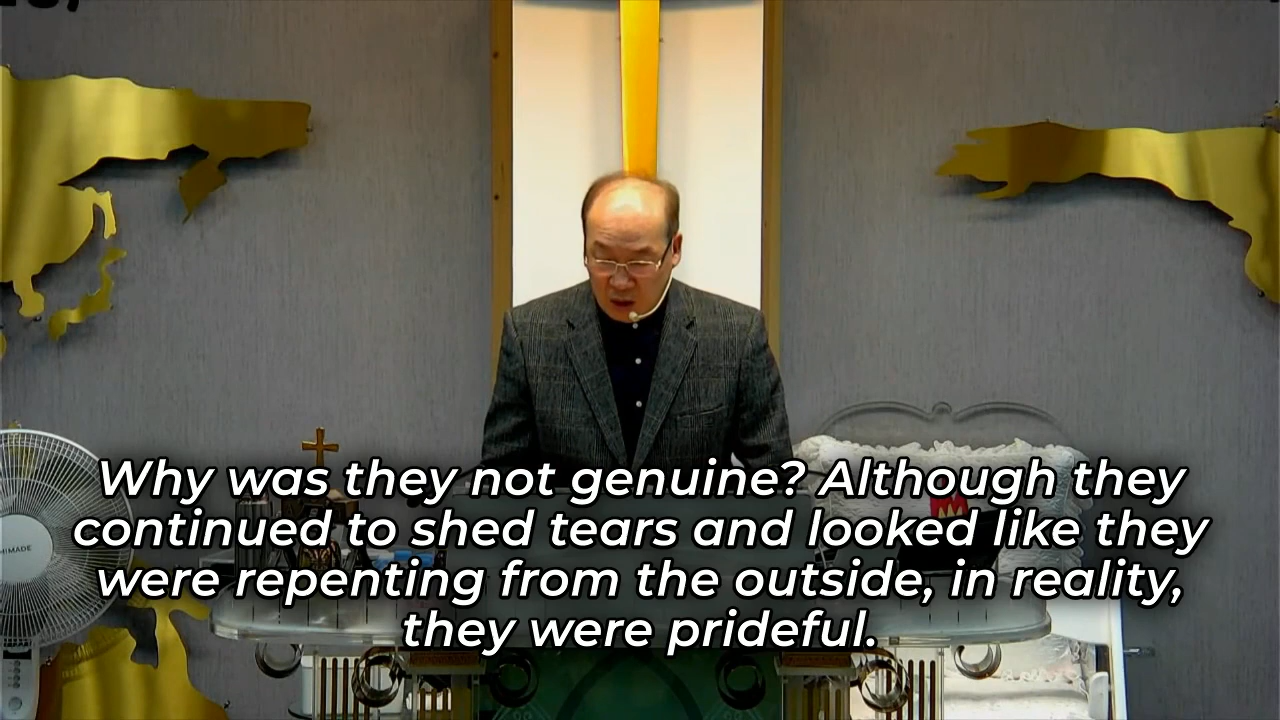 Why was they not genuine? Although they
continued to shed tears and looked like they
were repenting from the outside, in reality,
they were prideful.